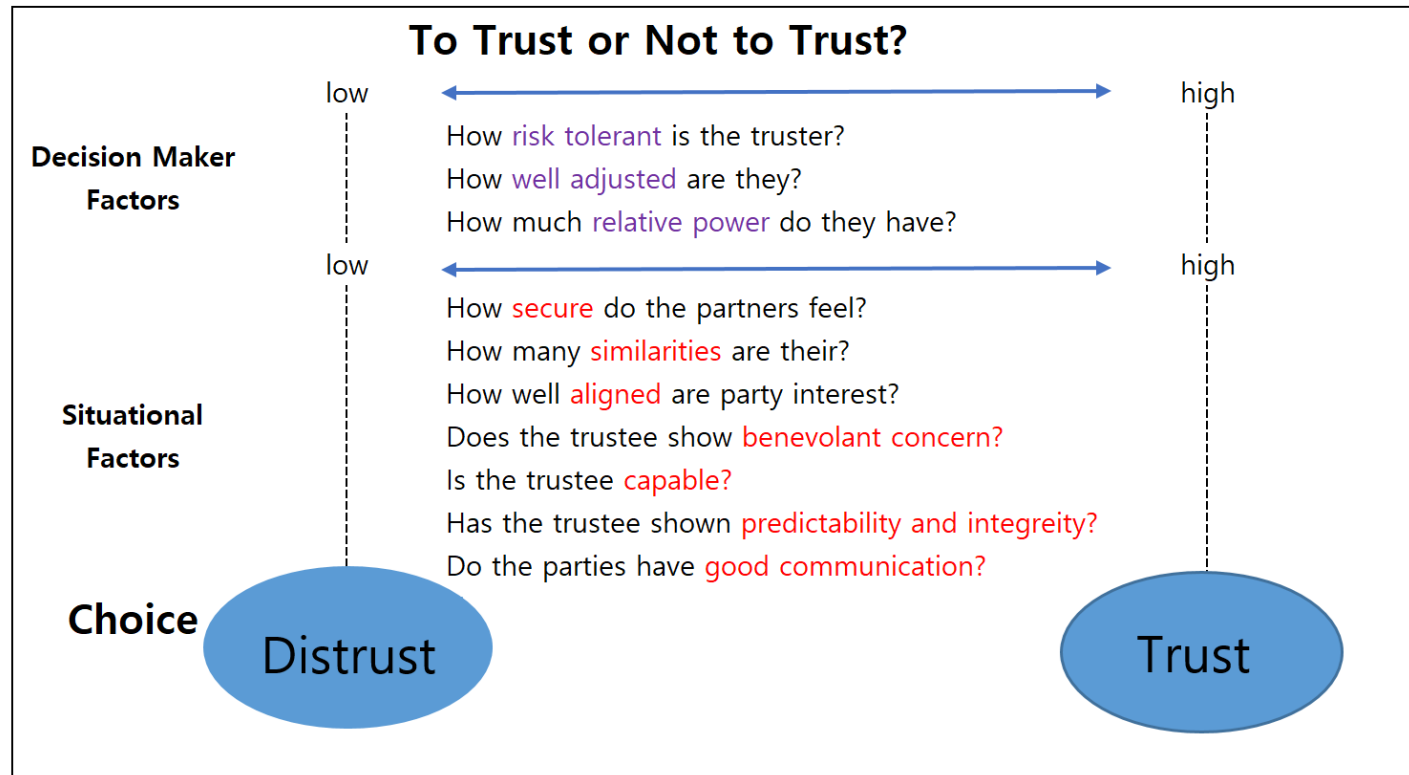 To Trust or Not to Trust?
low
high
Decision Maker
Factors
How risk tolerant is the truster?
How well adjusted are they?
How much relative power do they have?
low
high
Situational
Factors
How secure do the partners feel?
How many similarities are their?
How well aligned are party interest?
Does the trustee show benevolant concern?
Is the trustee capable?
Has the trustee shown predictability and integreity?
Do the parties have good communication?
Choice
Distrust
Trust